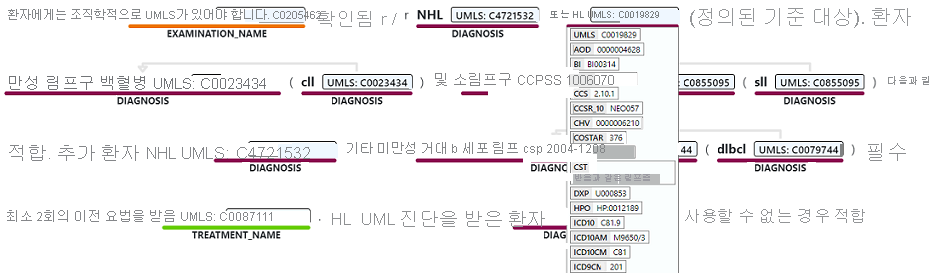 환자에게는 조직학적으로 UMLS가 있어야 합니다. C0205462 확인됨 r / r NHL UMLS: C4721532 또는 HL UMLS: C0019829 (정의된 기준 대상). 환자
EXAMINATION_NAME DIAGNOSIS
UMLS C0019829
AOD 0000004628
BI BI00314
만성 림프구 백혈병 UMLS: C0023434 ( cll UMLS: C0023434 ) 및 소림프구 CCPSS 1006070 UMLS: C0855095 ( sll UMLS: C0855095 ) 다음과
DIAGNOSIS DIAGNOSIS DIAGNOSIS DIAGNOSIS
CCS 2.10.1
CCSR_10 NEO057
CHV 0000006210
COSTAR 376
적합. 추가 환자 NHL UMLS: C4721532 기타 미만성 거대 b 세포 림프 csp 2004-1288 44 ( dlbcl UMLS: C0079744 ) 필수
DIAGNOSIS DIAGNO DIAGNOSIS
CST
DXP U000853
HPO HP:0012189
최소 2회의 이전 요법을 받음 UMLS: C0087111 · HL UML 진단을 받은 환자 사용할 수 없는 경우 적합
TREATMENT_NAME DIAG
ICD10 C81.9
ICD10AM M9650/3
ICD10CM C81
ICD9CM 201